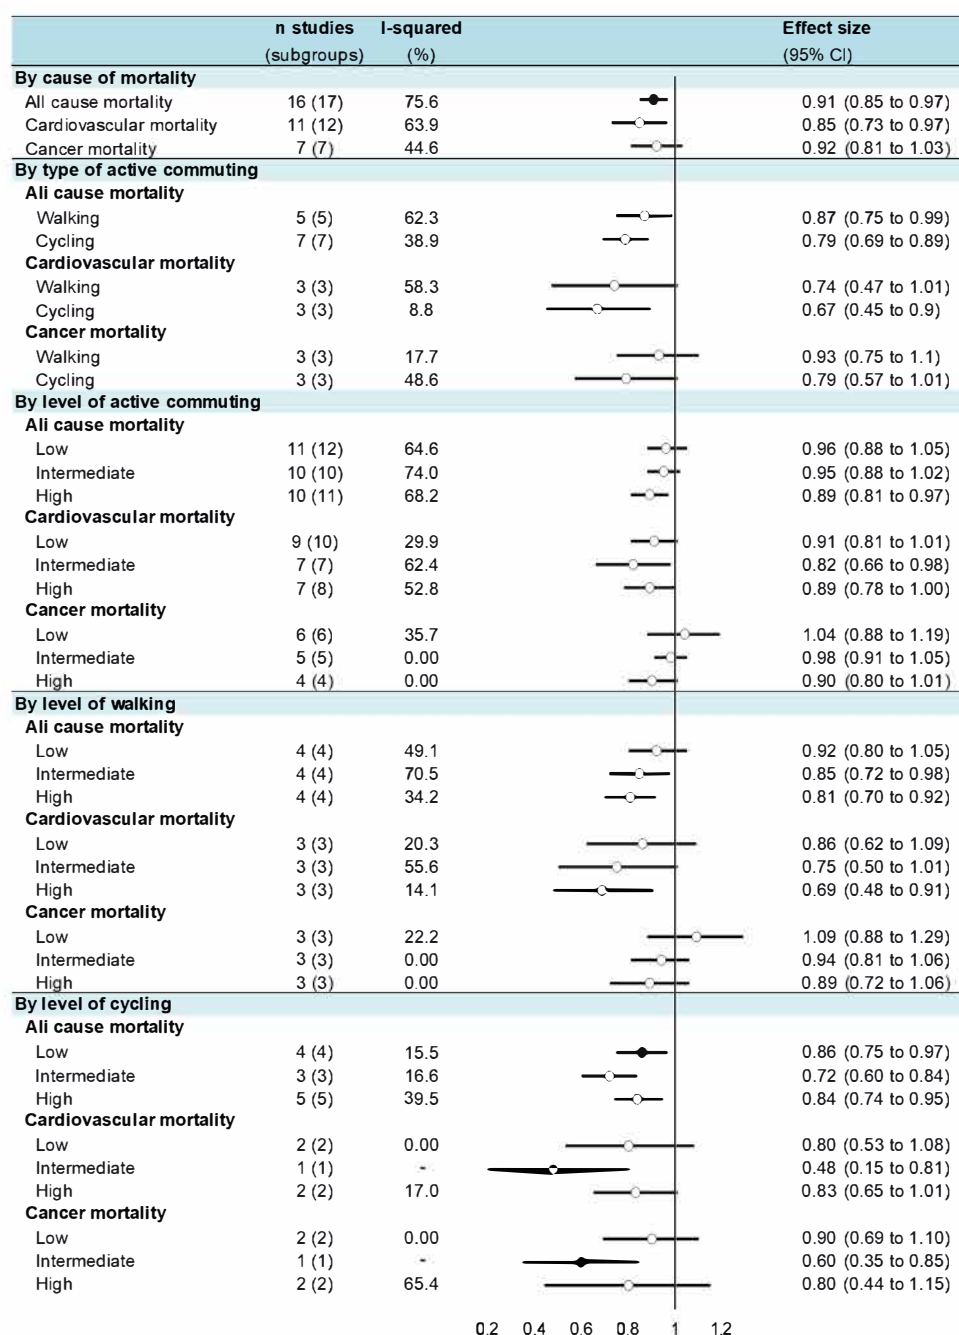 n studies I-squared Effect size
(subgroups) (%) (95% CI)
By cause of mortality
All cause mortality 16 (17) 75.6 0.91 (0.85 to 0.97)
Cardiovascular mortality 11 (12) 63.9 0.85 (0.73 to 0.97)
Cancer mortality 7 (7) 44.6 0.92 (0.81 to 1.03)
By type of active commuting
Ali cause mortality
Walking 5 (5) 62.3 0.87 (0.75 to 0.99)
Cycling 7 (7) 38.9 0.79 (0.69 to 0.89)
Cardiovascular mortality
Walking 3 (3) 58.3 0.74 (0.47 to 1.01)
Cycling 3 (3) 8.8 0.67 (0.45 to 0.9)
Cancer mortality
Walking 3 (3) 17.7 0.93 (0.75 to 1.1)
Cycling 3 (3) 48.6 0.79 (0.57 to 1.01)
By level of active commuting
Ali cause mortality
Low 11 (12) 64.6 0.96 (0.88 to 1.05)
Intermediate 10 (10) 74.0 0.95 (0.88 to 1.02)
High 10 (11) 68.2 0.89 (0.81 to 0.97)
Cardiovascular mortality
Low 9 (10) 29.9 0.91 (0.81 to 1.01)
Intermediate 7 (7) 62.4 0.82 (0.66 to 0.98)
High 7 (8) 52.8 0.89 (0.78 to 1.00)
Cancer mortality
Low 6 (6) 35.7 1.04 (0.88 to 1.19)
Intermediate 5 (5) 0.00 0.98 (0.91 to 1.05)
High 4 (4) 0.00 0.90 (0.80 to 1.01)
By level of walking
Ali cause mortality
Low 4 (4) 49.1 0.92 (0.80 to 1.05)
Intermediate 4 (4) 70.5 0.85 (0.72 to 0.98)
High 4 (4) 34.2 0.81 (0.70 to 0.92)
Cardiovascular mortality
Low 3 (3) 20.3 0.86 (0.62 to 1.09)
Intermediate 3 (3) 55.6 0.75 (0.50 to 1.01)
High 3 (3) 14.1 0.69 (0.48 to 0.91)
Cancer mortality
Low 3 (3) 22.2 1.09 (0.88 to 1.29)
Intermediate 3 (3) 0.00 0.94 (0.81 to 1.06)
High 3 (3) 0.00 0.89 (0.72 to 1.06)
By level of cycling
Ali cause mortality
Low 4 (4) 15.5 0.86 (0.75 to 0.97)
Intermediate 3 (3) 16.6 0.72 (0.60 to 0.84)
High 5 (5) 39.5 0.84 (0.74 to 0.95)
Cardiovascular mortality
Low 2 (2) 0.00 0.80 (0.53 to 1.08)
Intermediate 1 (1) - 0.48 (0.15 to 0.81)
High 2 (2) 17.0 0.83 (0.65 to 1.01)
Cancer mortality
Low 2 (2) 0.00 0.90 (0.69 to 1.10)
Intermediate 1 (1) - 0.60 (0.35 to 0.85)
High 2 (2) 65.4 0.80 (0.44 to 1.15)
0.2 0.4 0.6 0.8 1 1.2